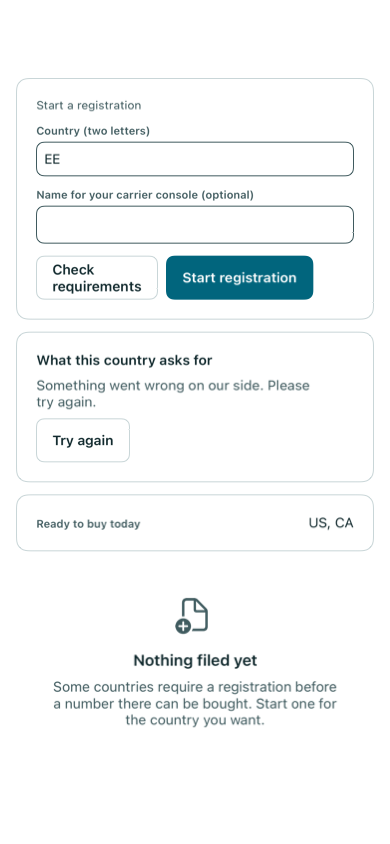 Start a registration
Country (two letters)
EE
Name for your carrier console (optional)
Check
requirements
Start registration
What this country asks for
Something went wrong on our side. Please
try again.
Try again
Ready to buy today
US, CA
Nothing filed yet
Some countries require a registration before
a number there can be bought. Start one for
the country you want.